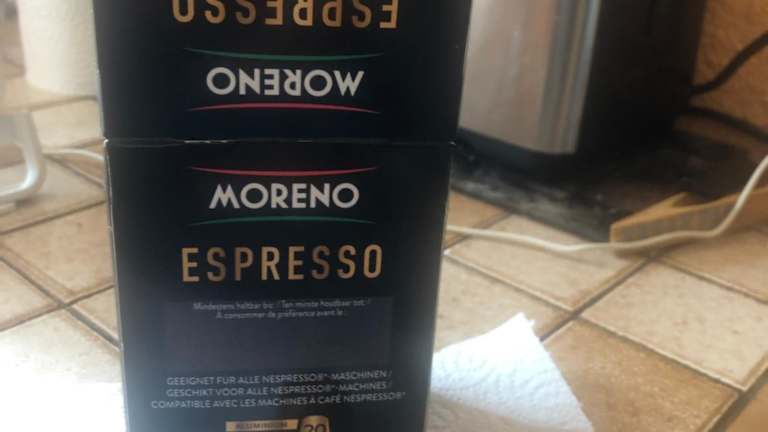 ESPRESSO
MORENO
MORENO
ESPRESSO
Mindestens haltbar bis: / Ten minste houdbaar tot: /
A consommer de préférence avant le :
GEEIGNET FÜR ALLE NESPRESSO®*-MASCHINEN /
GESCHIKT VOOR ALLE NESPRESSO®*-MACHINES /
COMPATIBLE AVEC LES MACHINES À CAFÉ NESPRESSO®*
ALUMINIUM
20